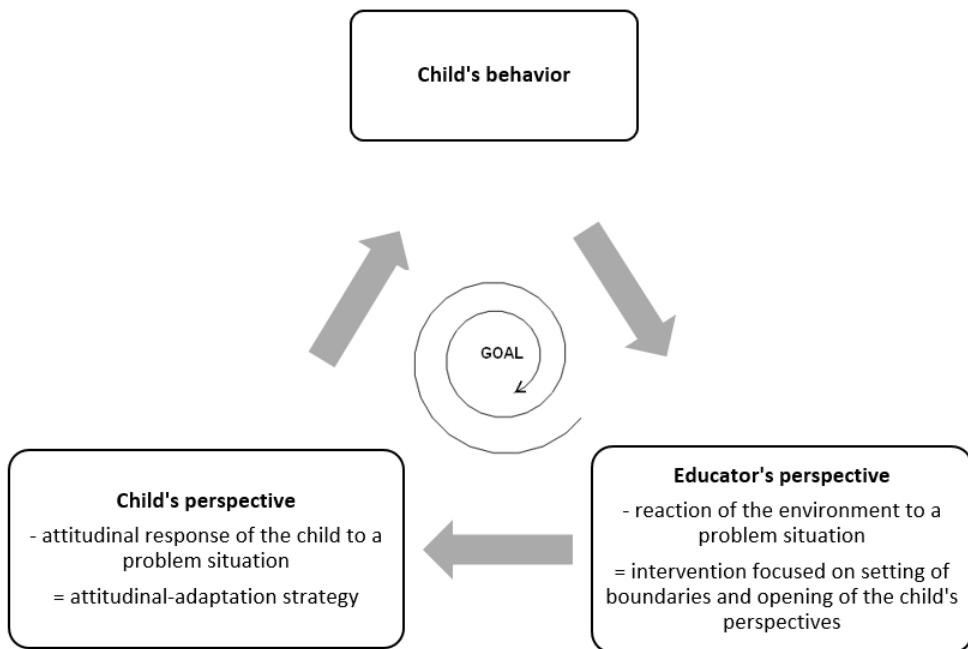 Child's behavior
GOAL
Child's perspective
- attitudinal response of the child to a
problem situation
= attitudinal-adaptation strategy
Educator's perspective
- reaction of the environment to a
problem situation
= intervention focused on setting of
boundaries and opening of the child's
perspectives